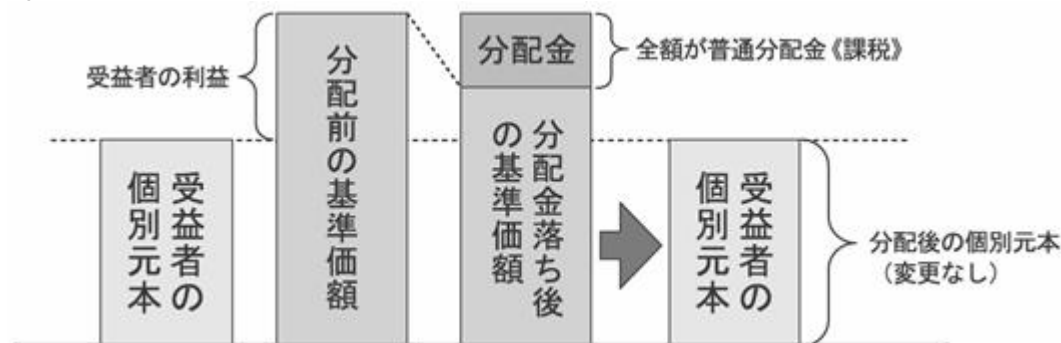 受益者の利益
受益者の
個別元本
分配前の基準価額
分配金
全額が普通分配金《課税》
分配金落ち後
の基準価額
受益者の
個別元本
分配後の個別元本
（変更なし）